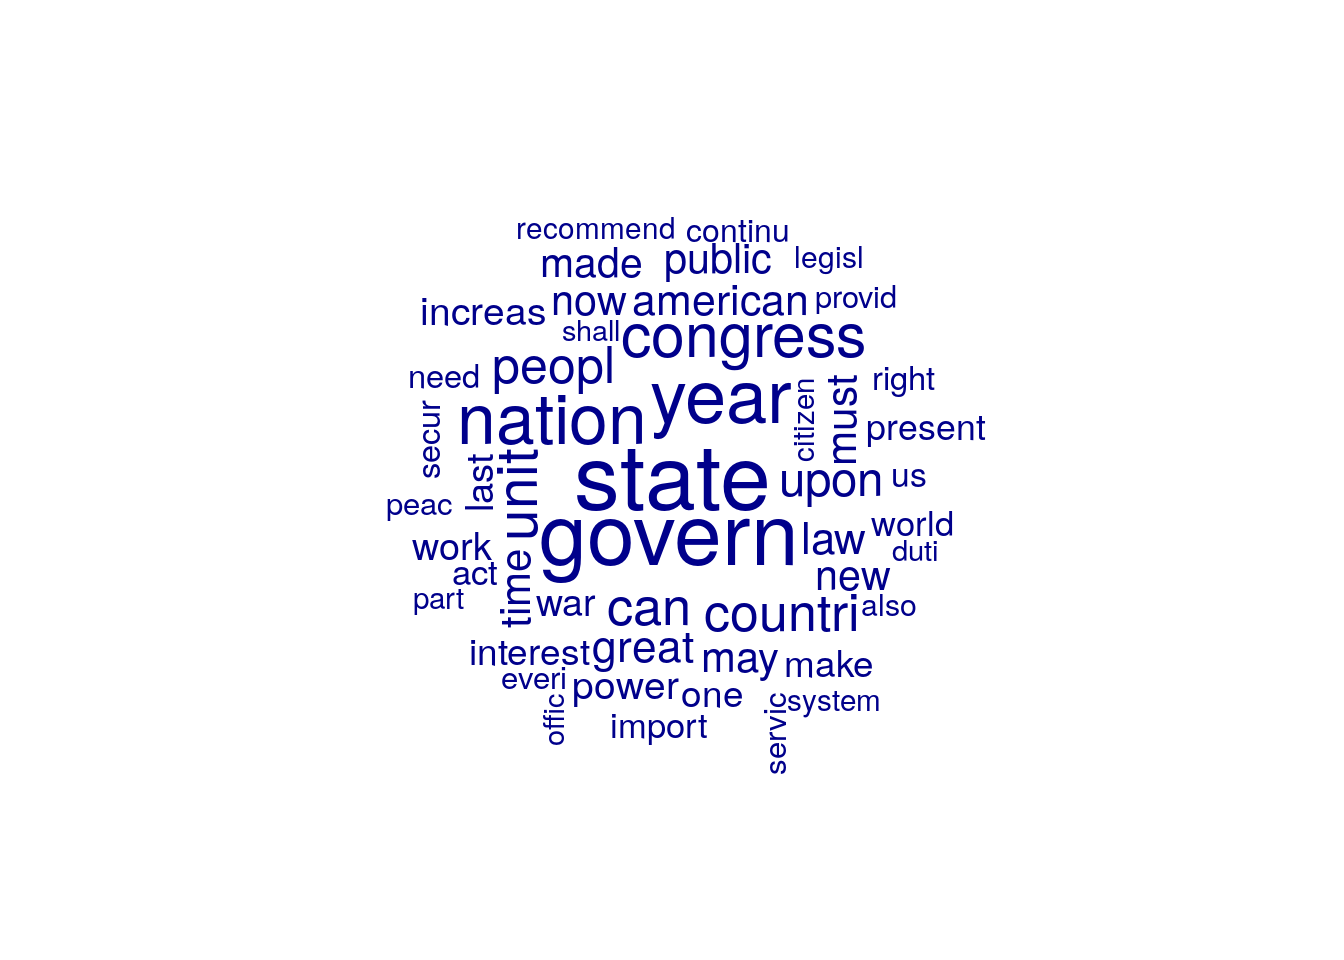 recommend continu
made public legisl
increas now american provid
shall congress
need peopl right
nation year citizen must present
secur last unit state upon us
peac govern law world
work duti
act time new
part war can countri also
interest great may make
everi power one system
offic import servic